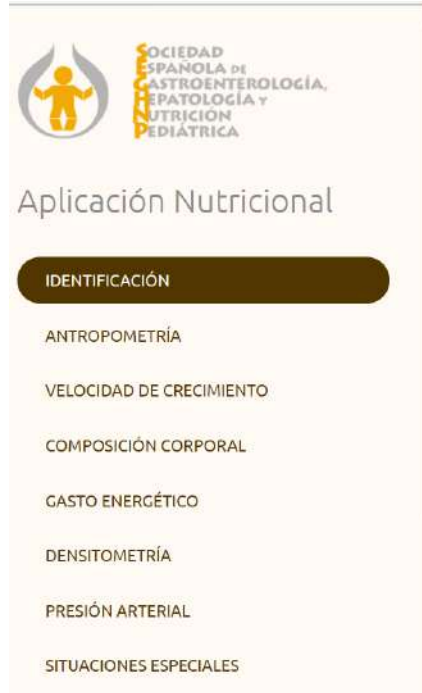 SOCIEDAD
ESPAÑOLA DE
GASTROENTEROLOGÍA,
HEPATOLOGÍA Y
NUTRICIÓN
PEDIÁTRICA
Aplicación Nutricional
IDENTIFICACIÓN
ANTROPOMETRÍA
VELOCIDAD DE CRECIMIENTO
COMPOSICIÓN CORPORAL
GASTO ENERGÉTICO
DENSITOMETRÍA
PRESIÓN ARTERIAL
SITUACIONES ESPECIALES